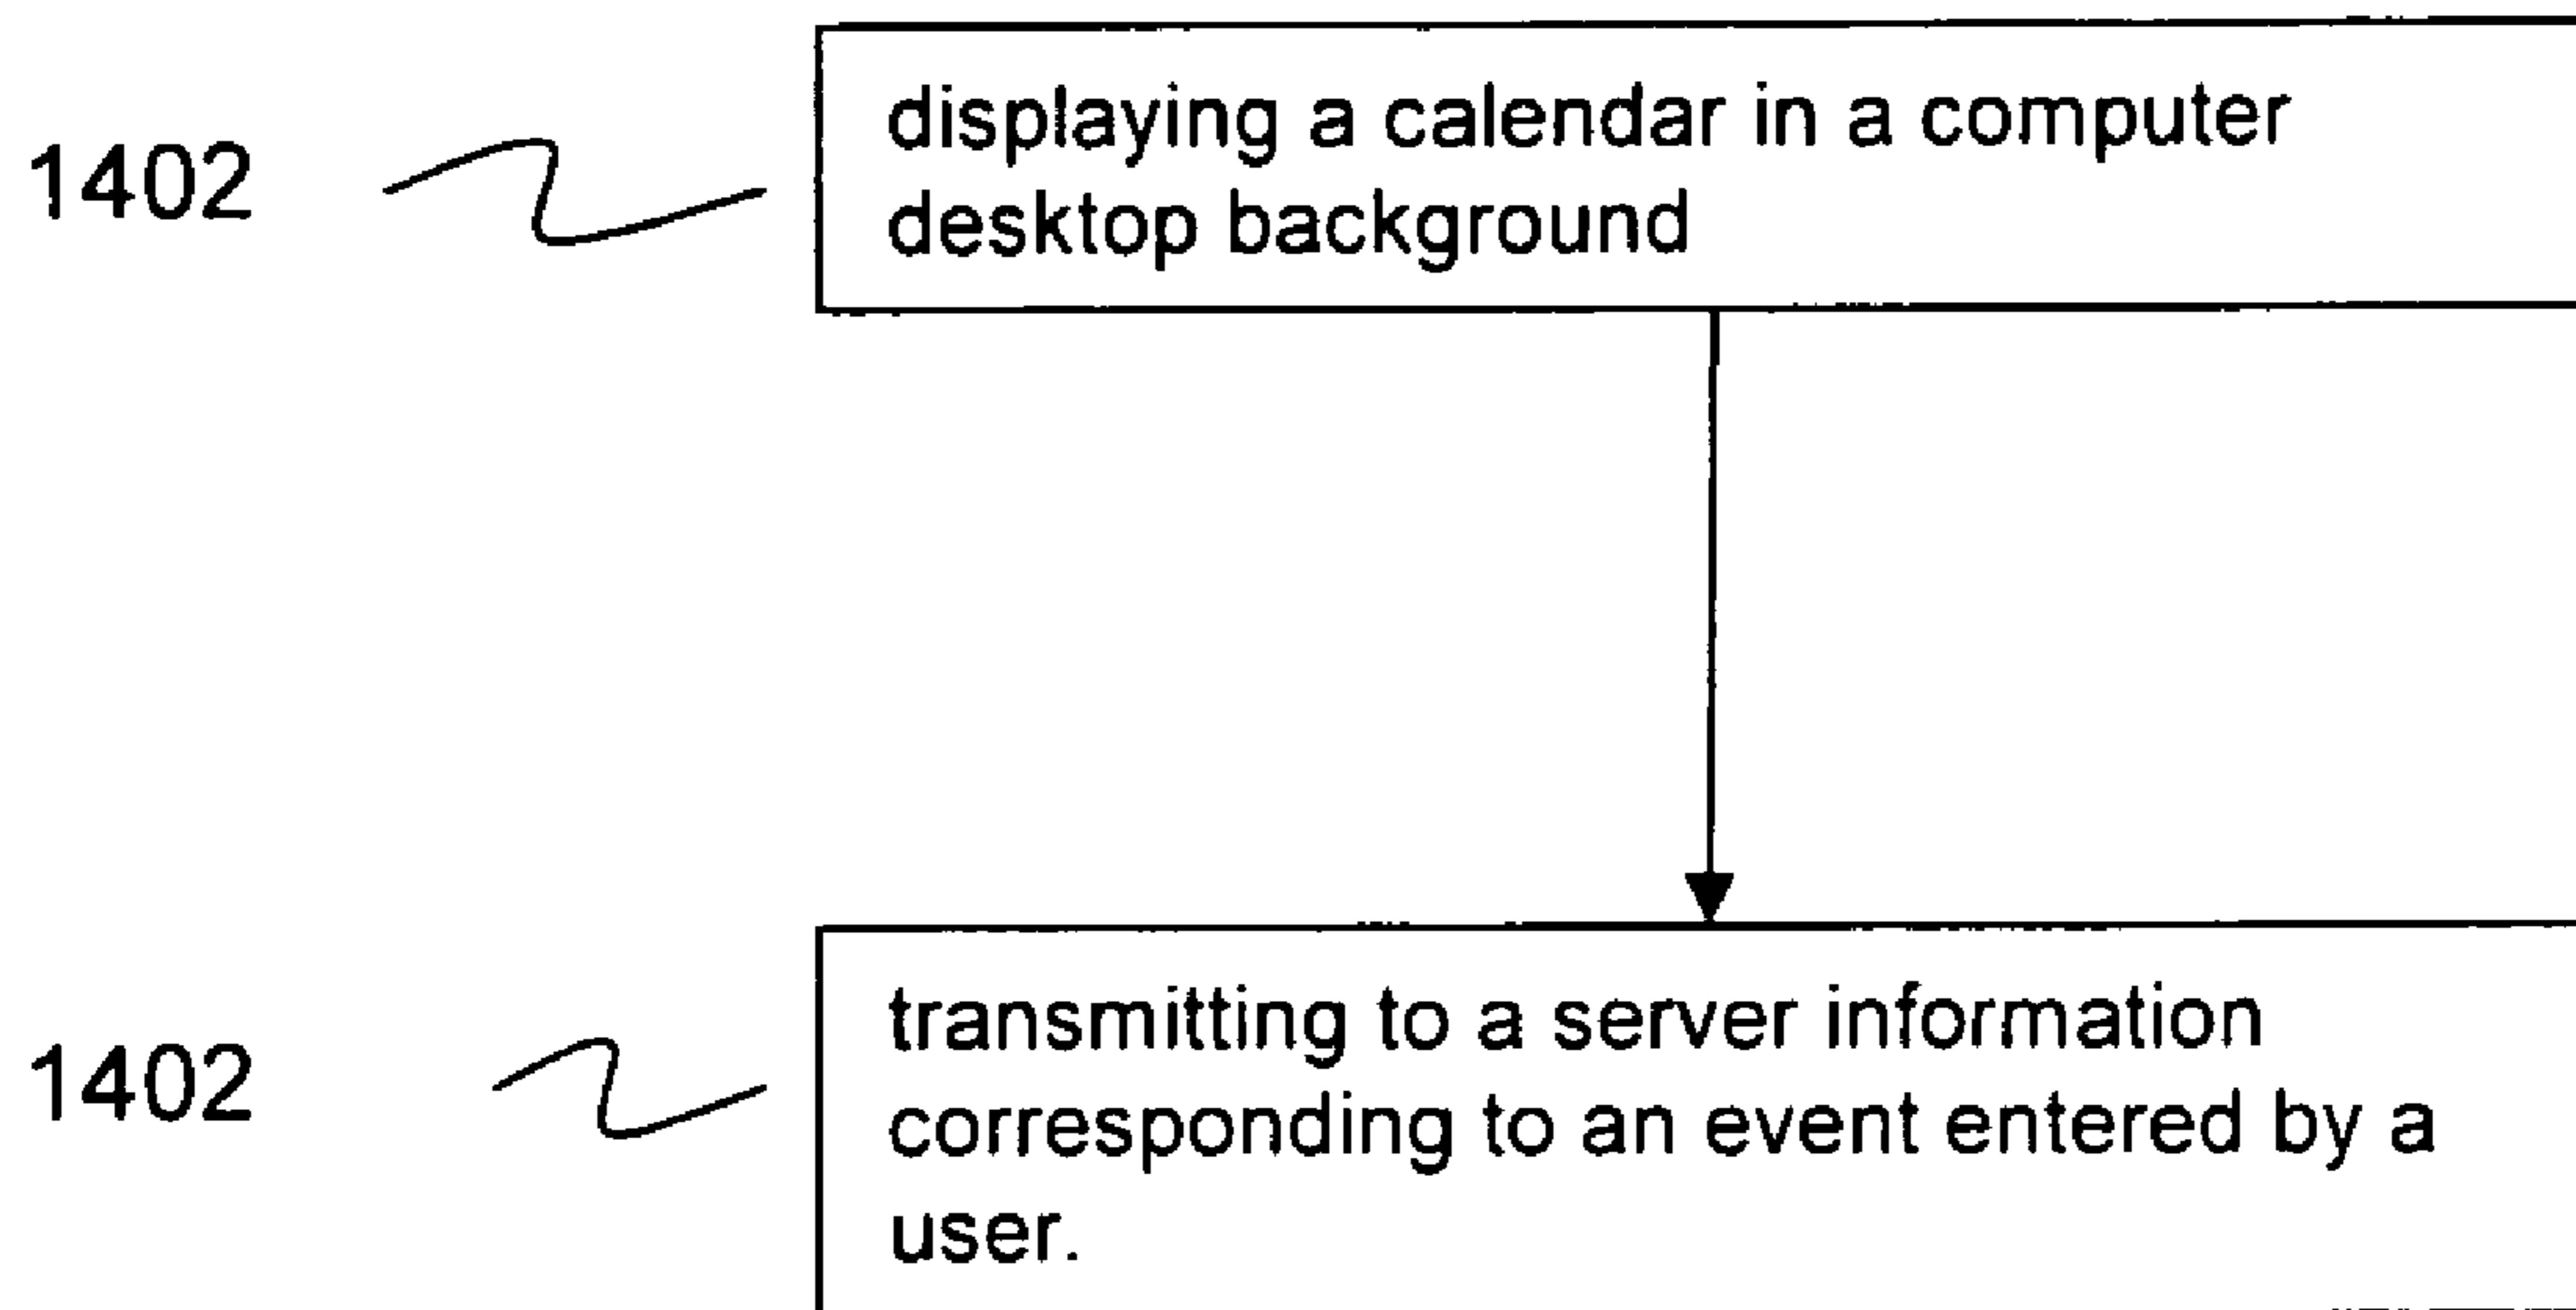 1402
displaying a calendar in a computer
desktop background
1402
transmitting to a server information
corresponding to an event entered by a
user.